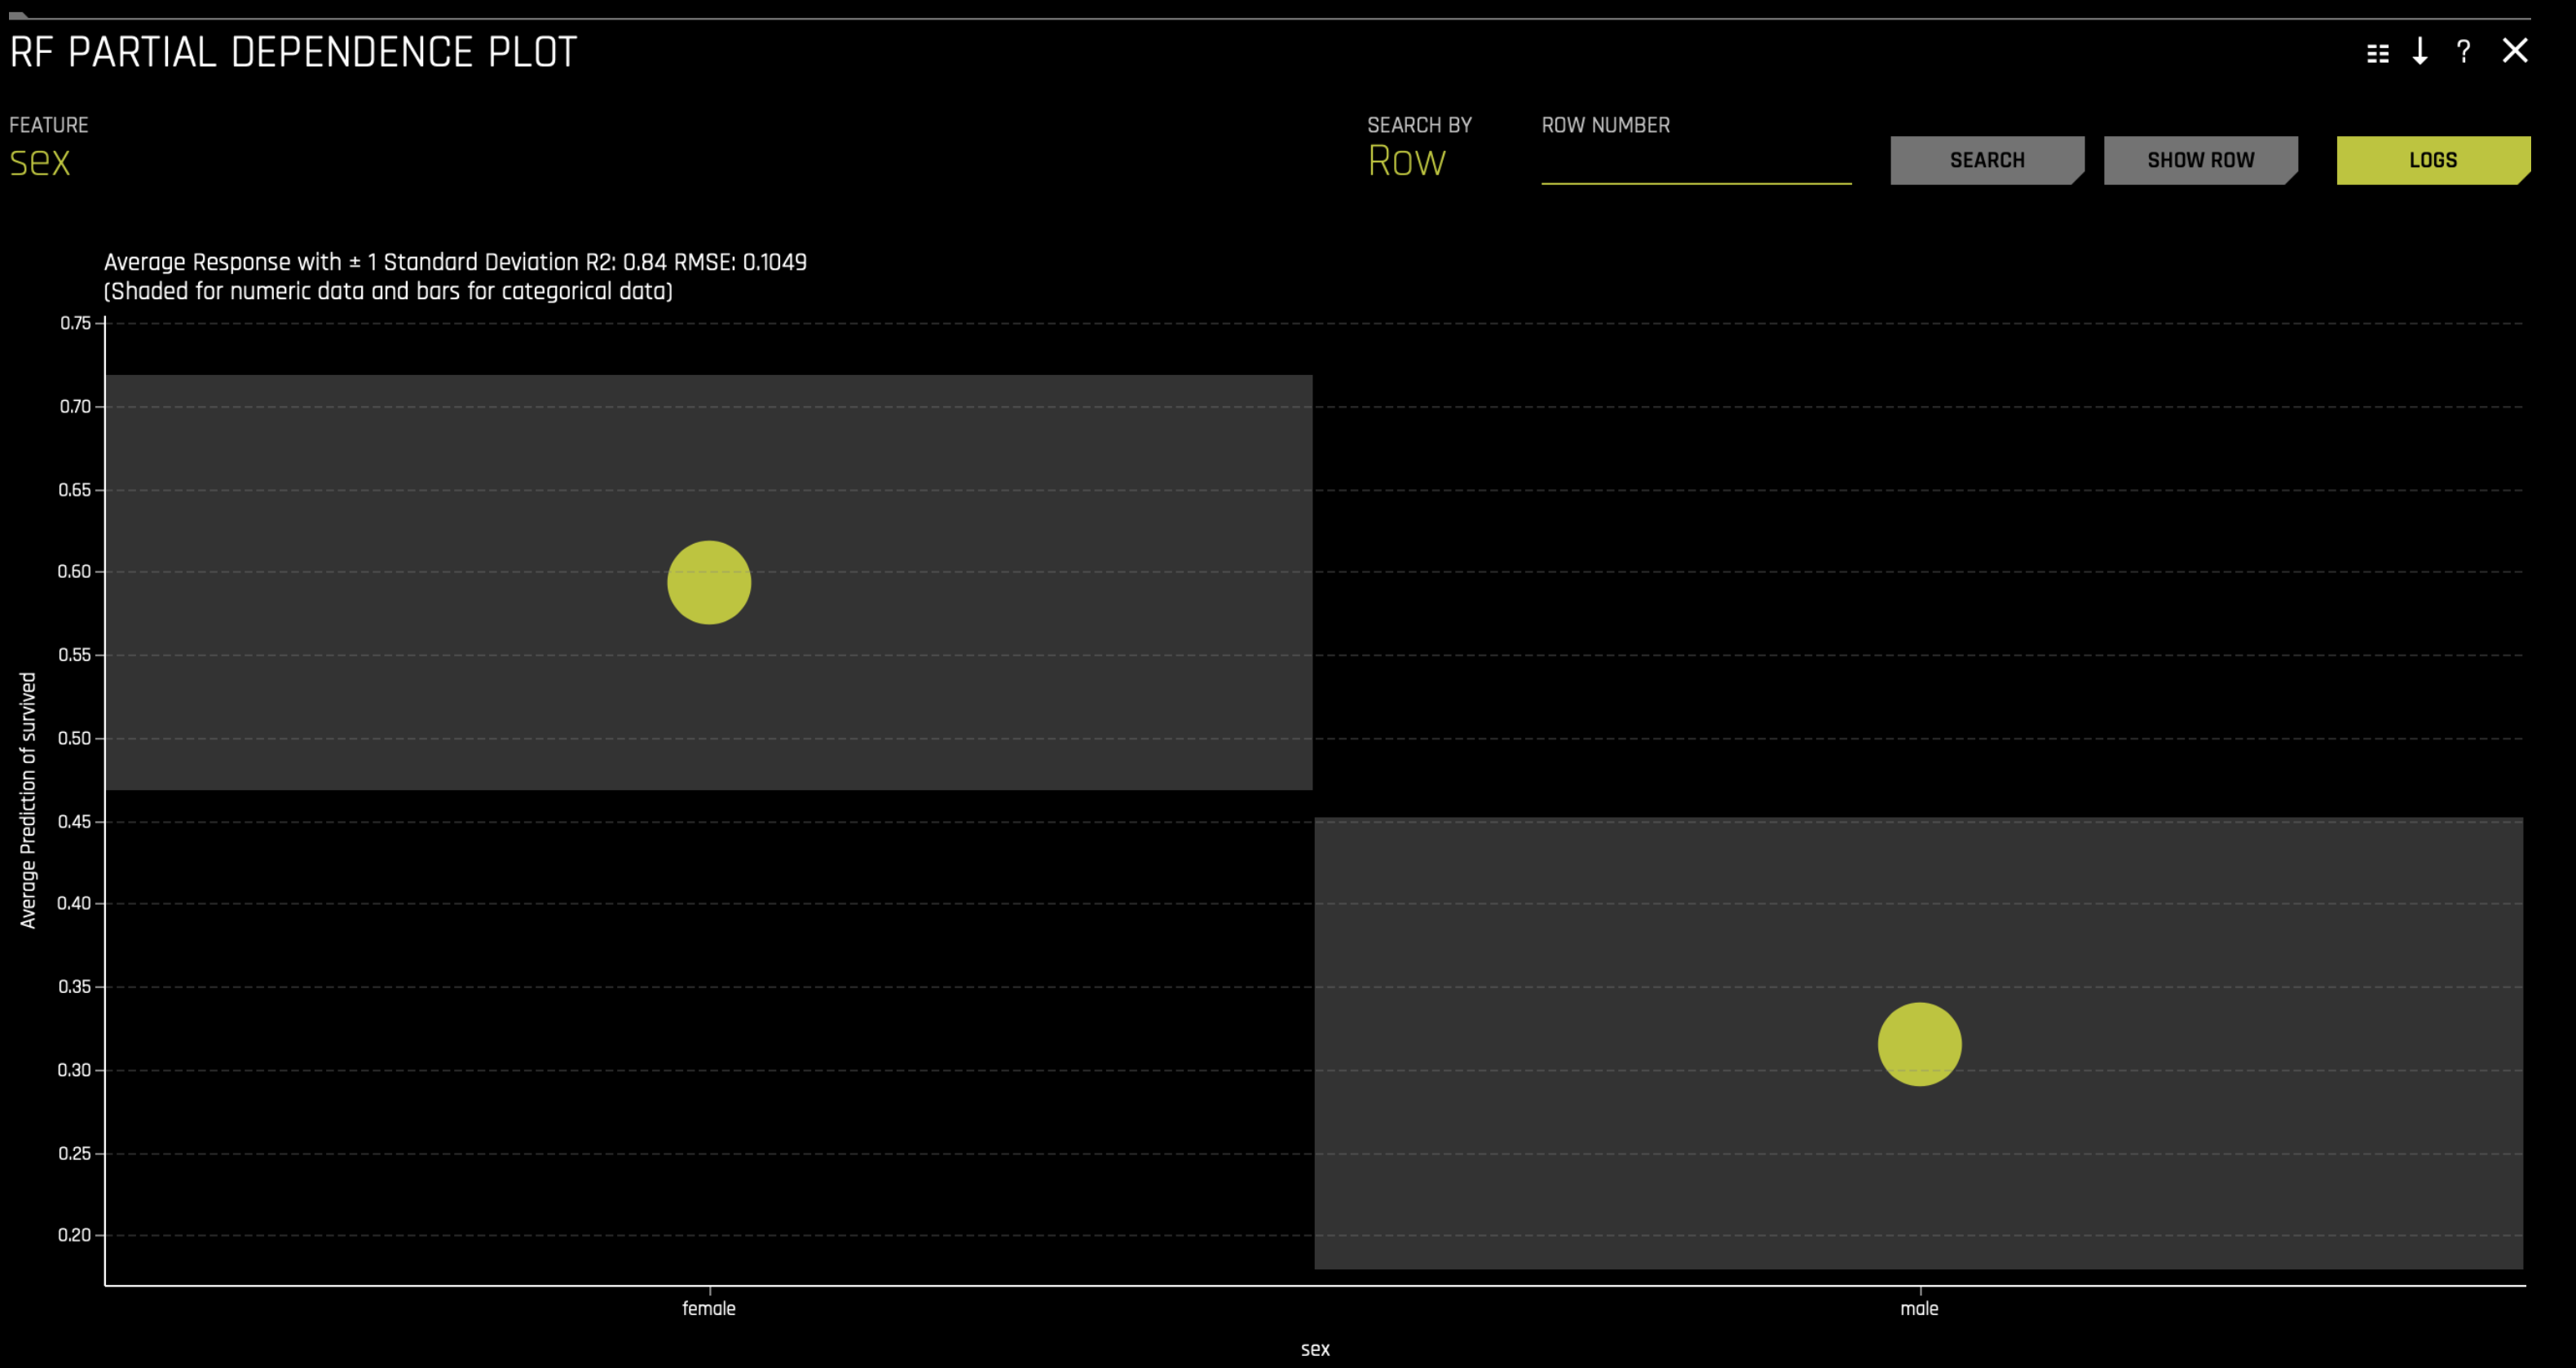 RF PARTIAL DEPENDENCE PLOT
?
FEATURE
sex
SEARCH BY
Row
ROW NUMBER
SEARCH
SHOW ROW
LOGS
Average Response with ± 1 Standard Deviation R2: 0.84 RMSE: 0.1049
(Shaded for numeric data and bars for categorical data)
Average Prediction of survived
0.75
0.70
0.65
0.60
0.55
0.50
0.45
0.40
0.35
0.30
0.25
0.20
female
male
sex